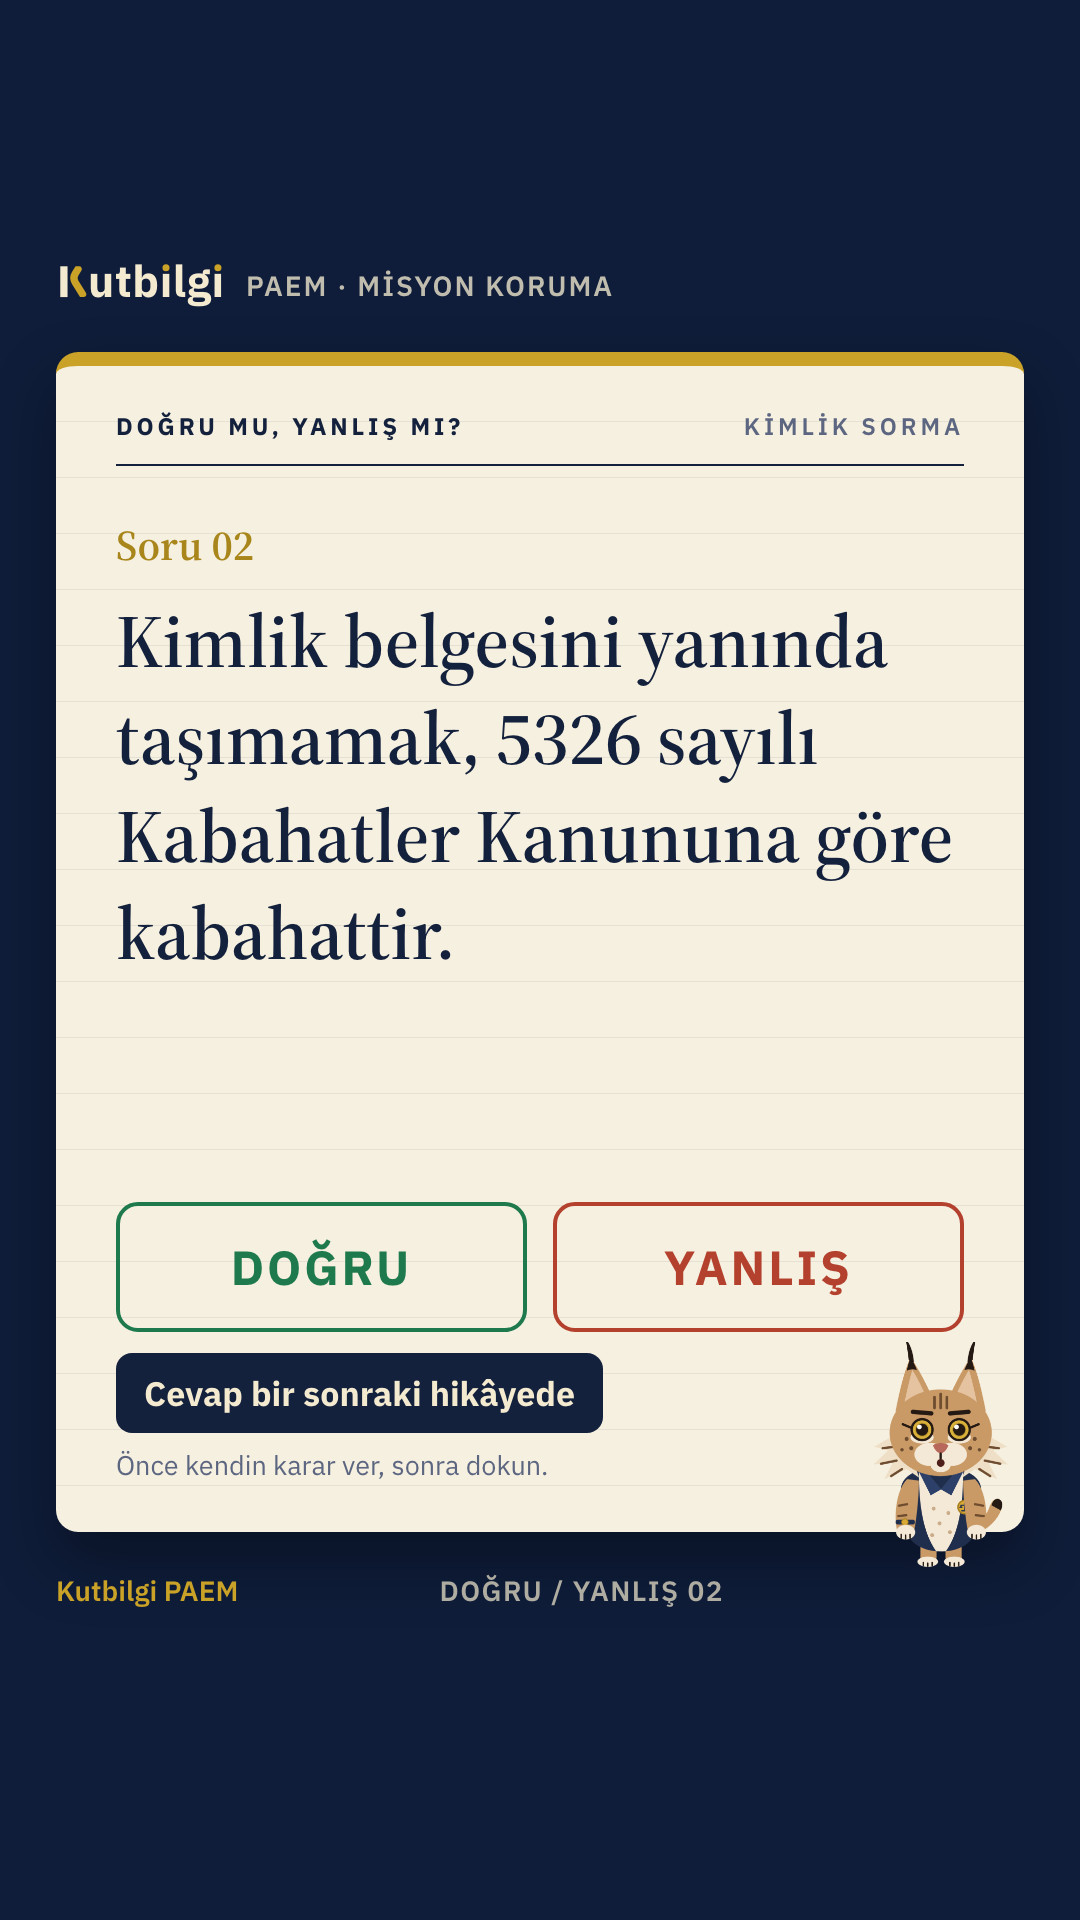 Kutbilgi PAEM · MİSYON KORUMA
DOĞRU MU, YANLIŞ MI? KİMLİK SORMA
Soru 02
Kimlik belgesini yanında
taşımamak, 5326 sayılı
Kabahatler Kanununa göre
kabahattir.
DOĞRU YANLIŞ
Cevap bir sonraki hikâyede
Önce kendin karar ver, sonra dokun.
Kutbilgi PAEM DOĞRU / YANLIŞ 02